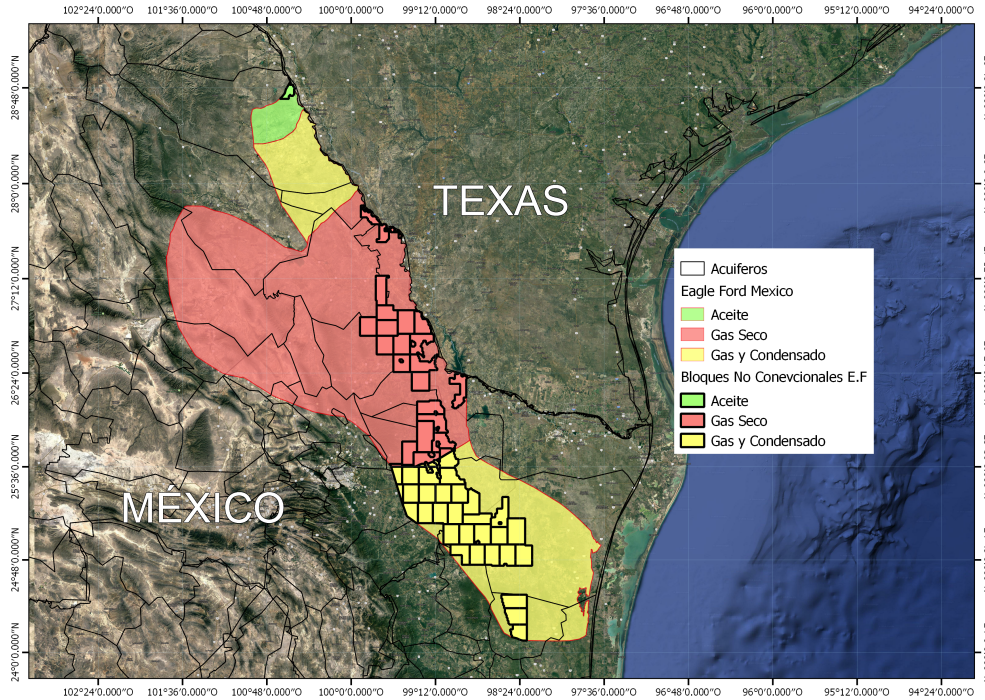 102°24'0.000"O 101°36'0.000"O 100°48'0.000"O 100°0'0.000"O 99°12'0.000"O 98°24'0.000"O 97°36'0.000"O 96°48'0.000"O 96°0'0.000"O 95°12'0.000"O 94°24'0.000"O
28°48'0.000"N
28°0'0.000"N
27°12'0.000"N
26°24'0.000"N
25°36'0.000"N
24°48'0.000"N
24°0'0.000"N
TEXAS
MÉXICO
Acuiferos
Eagle Ford Mexico
Aceite
Gas Seco
Gas y Condensado
Bloques No Conevcionales E.F
Aceite
Gas Seco
Gas y Condensado
102°24'0.000"O 101°36'0.000"O 100°48'0.000"O 100°0'0.000"O 99°12'0.000"O 98°24'0.000"O 97°36'0.000"O 96°48'0.000"O 96°0'0.000"O 95°12'0.000"O 94°24'0.000"O